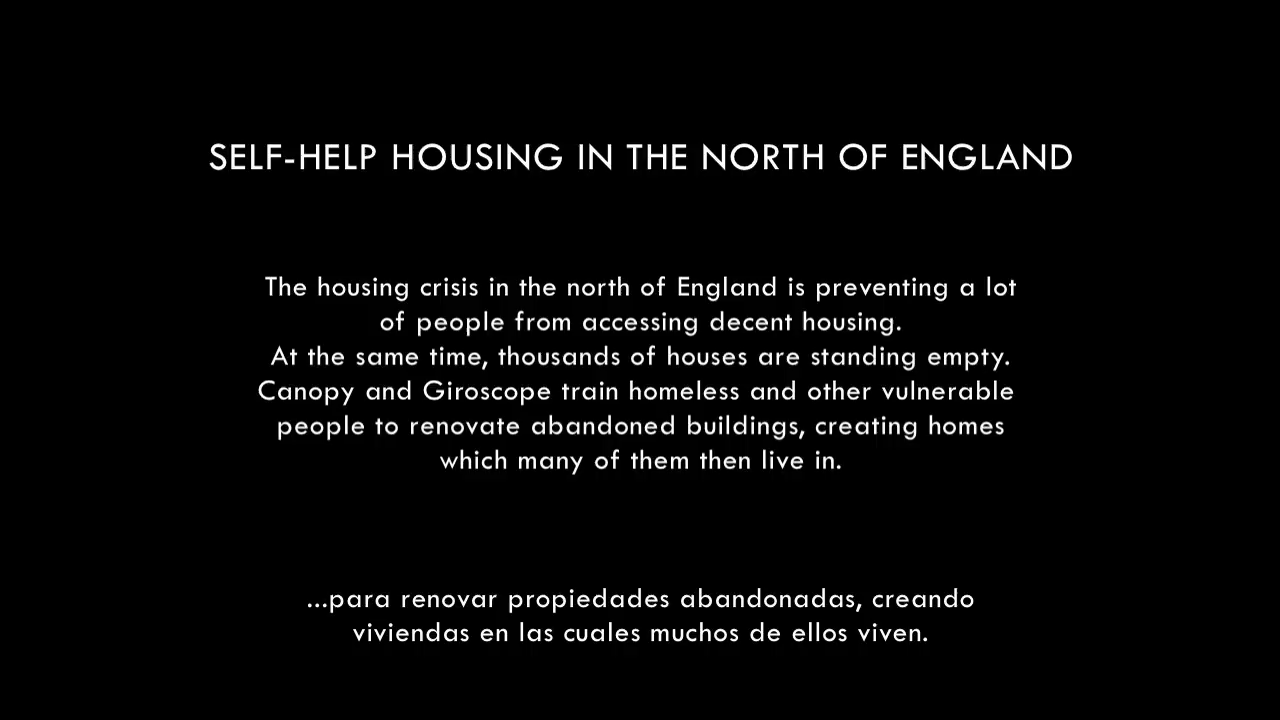 SELF-HELP HOUSING IN THE NORTH OF ENGLAND
The housing crisis in the north of England is preventing a lot
of people from accessing decent housing.
At the same time, thousands of houses are standing empty.
Canopy and Giroscope train homeless and other vulnerable
people to renovate abandoned buildings, creating homes
which many of them then live in.
...para renovar propiedades abandonadas, creando
viviendas en las cuales muchos de ellos viven.